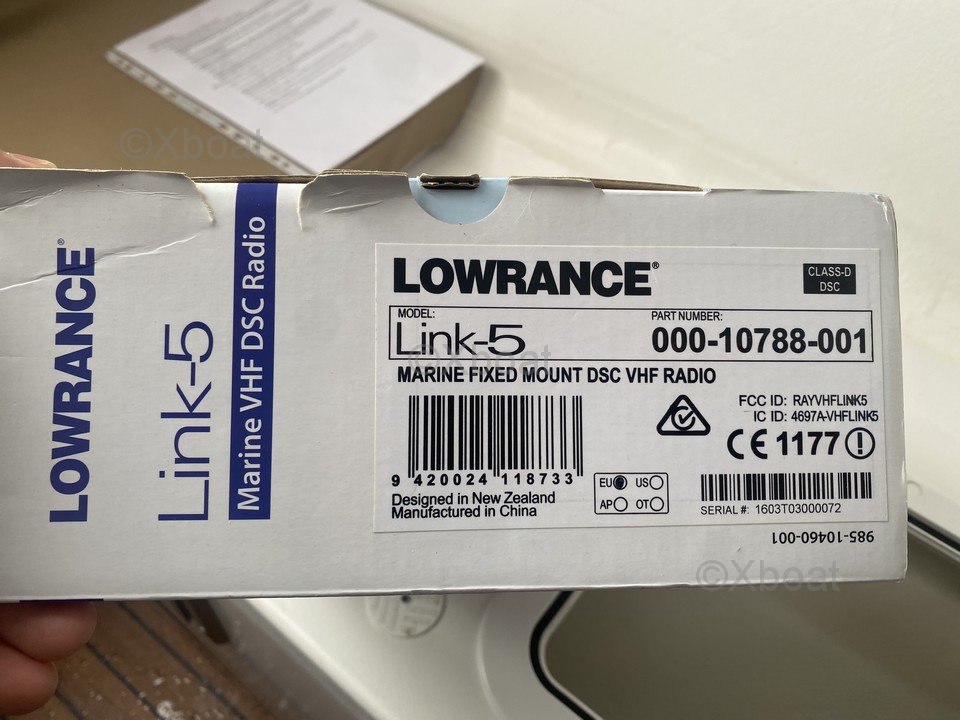 ©Xboat
LOWRANCE®
Link-5
Marine VHF DSC Radio
LOWRANCE®
CLASS-D
DSC
MODEL:
Link-5
PART NUMBER:
000-10788-001
©Xboat
MARINE FIXED MOUNT DSC VHF RADIO
FCC ID: RAYVHFLINK5
IC ID: 4697A-VHFLINK5
CE 1177
9 420024 118733
Designed in New Zealand
Manufactured in China
EU US
AP OT
SERIAL #: 1603T03000072
985-10460-001
©Xboat